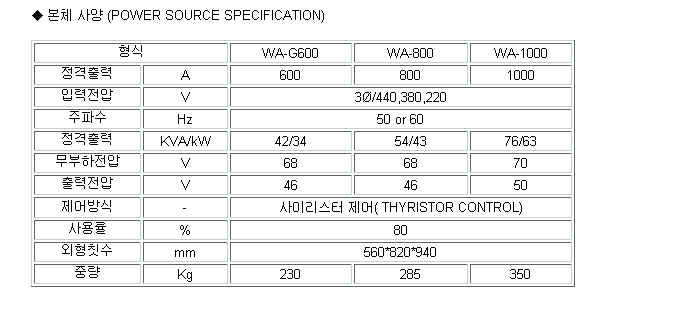 ◆ 본체 사양 (POWER SOURCE SPECIFICATION)
형식 WA-G600 WA-800 WA-1000
정격출력 A 600 800 1000
입력전압 V 3Ø/440,380,220
주파수 Hz 50 or 60
정격출력 KVA/kW 42/34 54/43 76/63
무부하전압 V 68 68 70
출력전압 V 46 46 50
제어방식 - 사이리스터 제어( THYRISTOR CONTROL)
사용률 % 80
외형칫수 mm 560*820*940
중량 Kg 230 285 350